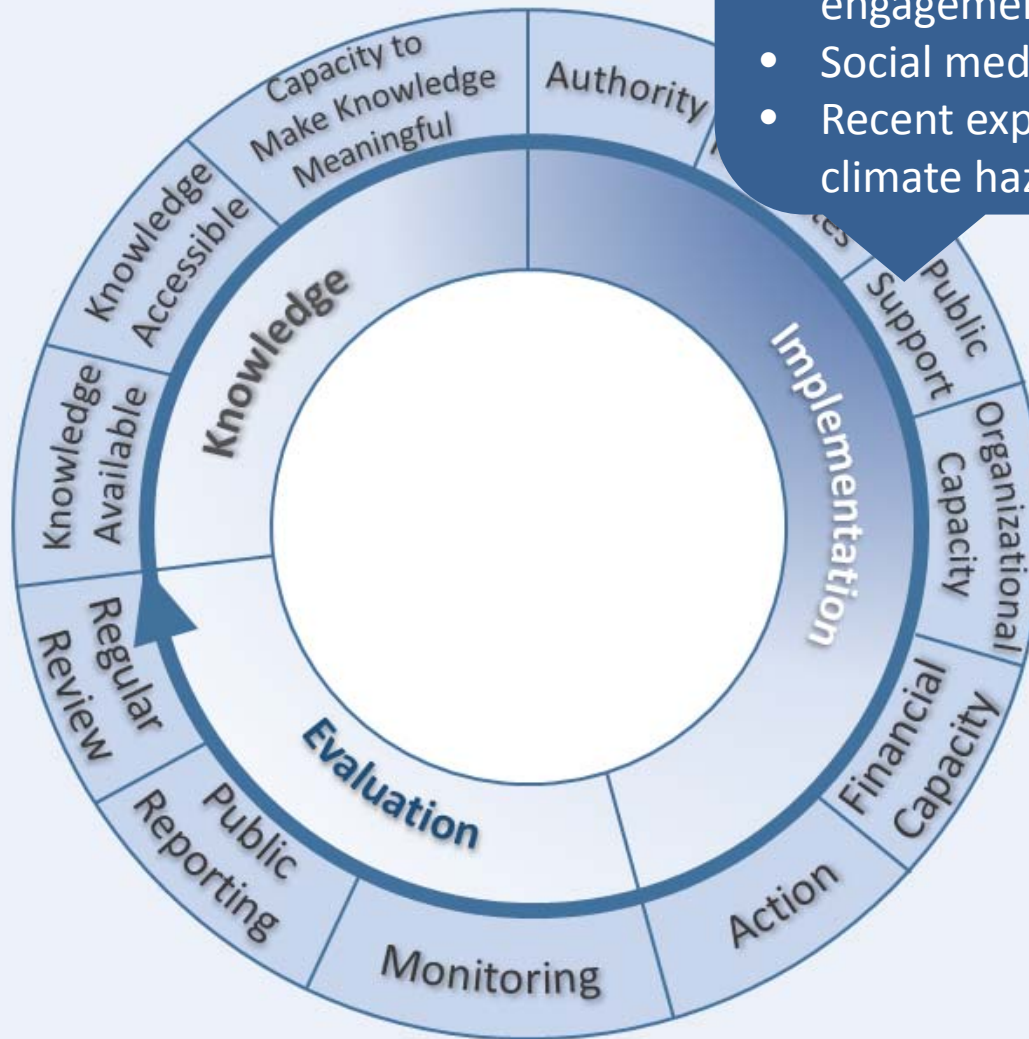 • Social med
• Recent exp
climate haz
Capacity to
Make Knowledge
Meaningful
Authority
Public
Support
Organizational
Capacity
Financial
Capacity
Action
Monitoring
Public
Reporting
Regular
Review
Knowledge
Available
Knowledge
Accessible
Knowledge
Implementation
Evaluation